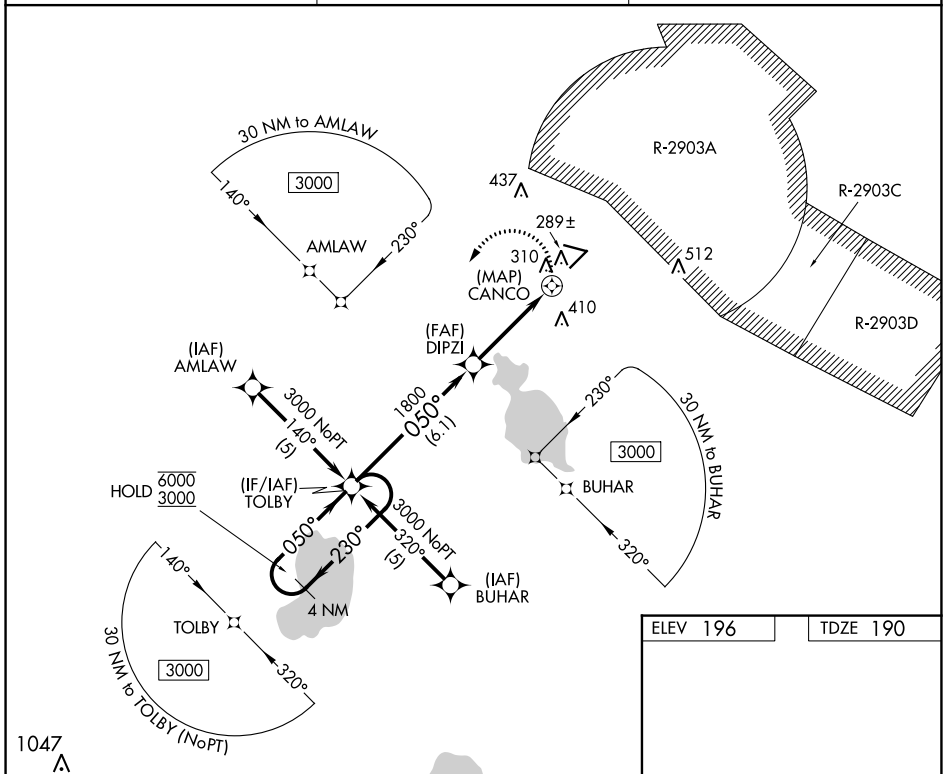 R-2903A
R-2903C
R-2903D
30 NM to AMLAW
3000
140°
230°
AMLAW
437
289±
310
512
(MAP)
CANCO
410
(FAF)
DIPZI
(IAF)
AMLAW
3000 NoPT
140°
(5)
1800
050°
(6.1)
230°
3000
30 NM to BUHAR
BUHAR
320°
HOLD 6000
3000
(IF/IAF)
TOLBY
050°
230°
4 NM
3000 NoPT
320°
(5)
(IAF)
BUHAR
140°
TOLBY
320°
3000
30 NM to TOLBY (NoPT)
1047
ELEV 196
TDZE 190